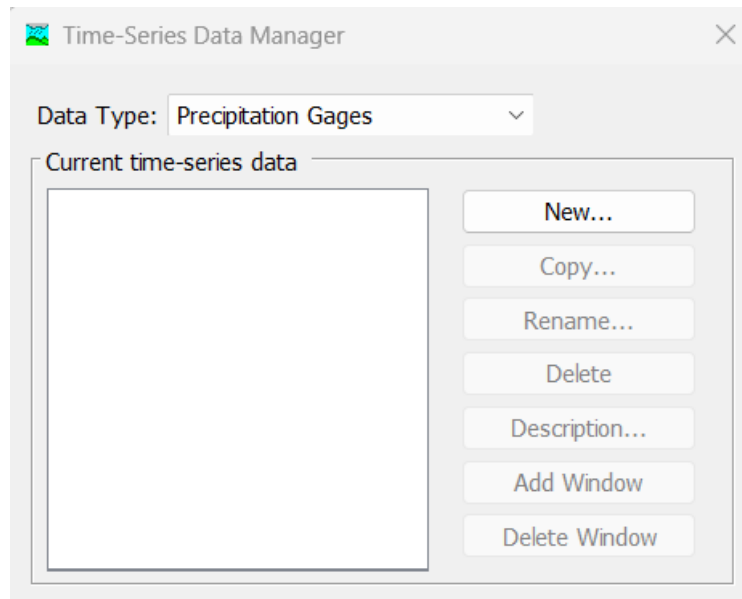 Time-Series Data Manager
Data Type: Precipitation Gages
Current time-series data
New...
Copy...
Rename...
Delete
Description...
Add Window
Delete Window